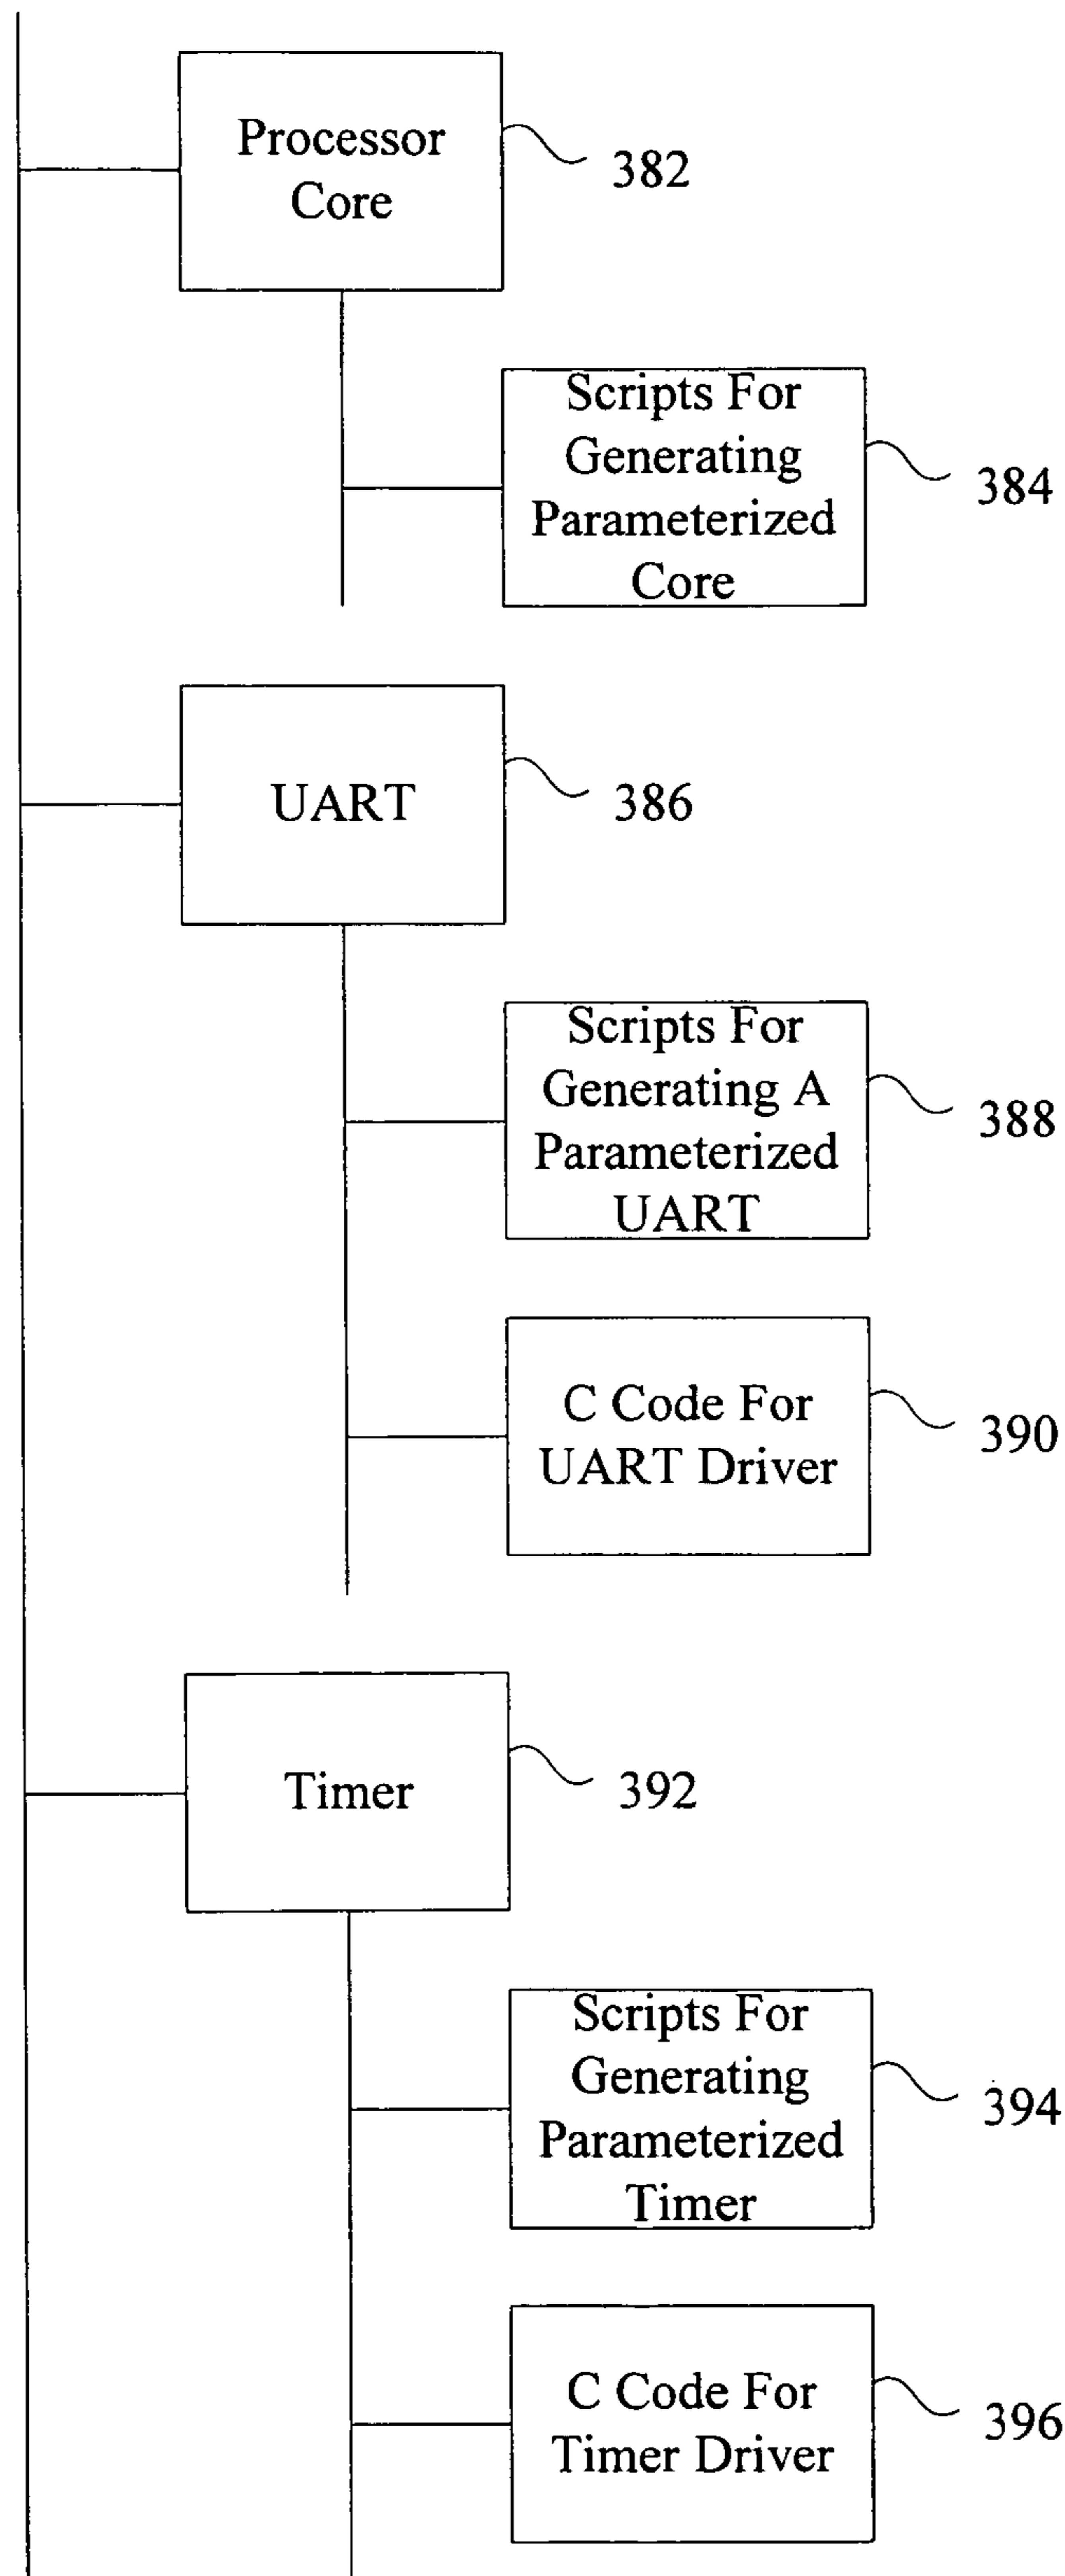 Processor
Core
382
Scripts For
Generating
Parameterized
Core
384
UART
386
Scripts For
Generating A
Parameterized
UART
388
C Code For
UART Driver
390
Timer
392
Scripts For
Generating
Parameterized
Timer
394
C Code For
Timer Driver
396